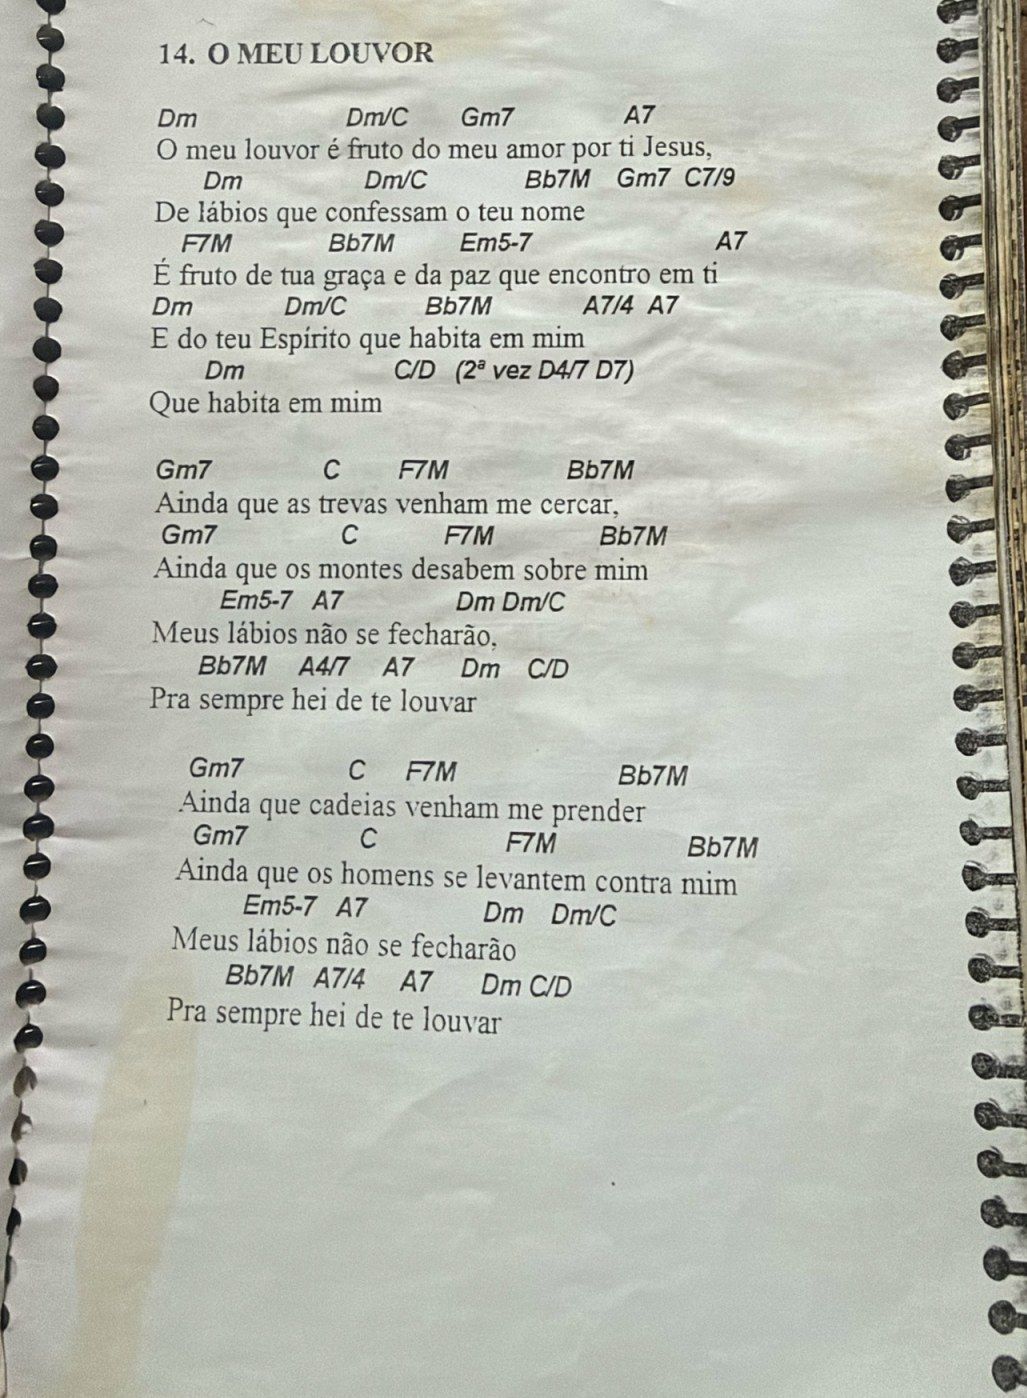 14. O MEU LOUVOR
Dm Dm/C Gm7 A7
O meu louvor é fruto do meu amor por ti Jesus,
Dm Dm/C Bb7M Gm7 C7/9
De lábios que confessam o teu nome
F7M Bb7M Em5-7 A7
É fruto de tua graça e da paz que encontro em ti
Dm Dm/C Bb7M A7/4 A7
E do teu Espírito que habita em mim
Dm C/D (2ª vez D4/7 D7)
Que habita em mim
Gm7 C F7M Bb7M
Ainda que as trevas venham me cercar,
Gm7 C F7M Bb7M
Ainda que os montes desabem sobre mim
Em5-7 A7 Dm Dm/C
Meus lábios não se fecharão,
Bb7M A4/7 A7 Dm C/D
Pra sempre hei de te louvar
Gm7 C F7M Bb7M
Ainda que cadeias venham me prender
Gm7 C F7M Bb7M
Ainda que os homens se levantem contra mim
Em5-7 A7 Dm Dm/C
Meus lábios não se fecharão
Bb7M A7/4 A7 Dm C/D
Pra sempre hei de te louvar